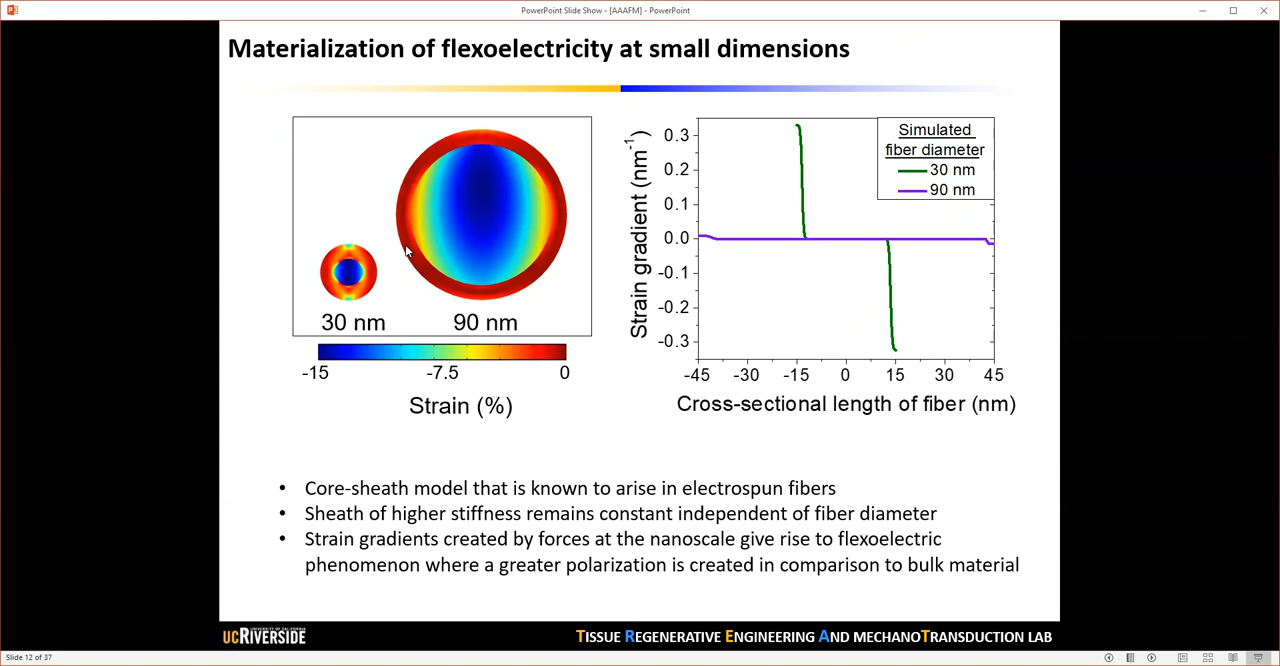 PowerPoint Slide Show - [AAAFM] - PowerPoint
Materialization of flexoelectricity at small dimensions
30 nm
90 nm
-15
-7.5
0
Strain (%)
Strain gradient (nm-1)
0.3
0.2
0.1
0.0
-0.1
-0.2
-0.3
Simulated
fiber diameter
30 nm
90 nm
-45 -30 -15 0 15 30 45
Cross-sectional length of fiber (nm)
• Core-sheath model that is known to arise in electrospun fibers
• Sheath of higher stiffness remains constant independent of fiber diameter
• Strain gradients created by forces at the nanoscale give rise to flexoelectric
phenomenon where a greater polarization is created in comparison to bulk material
UNIVERSITY OF CALIFORNIA
UCRIVERSIDE
TISSUE REGENERATIVE ENGINEERING AND MECHANOTRANSDUCTION LAB
Slide 12 of 37